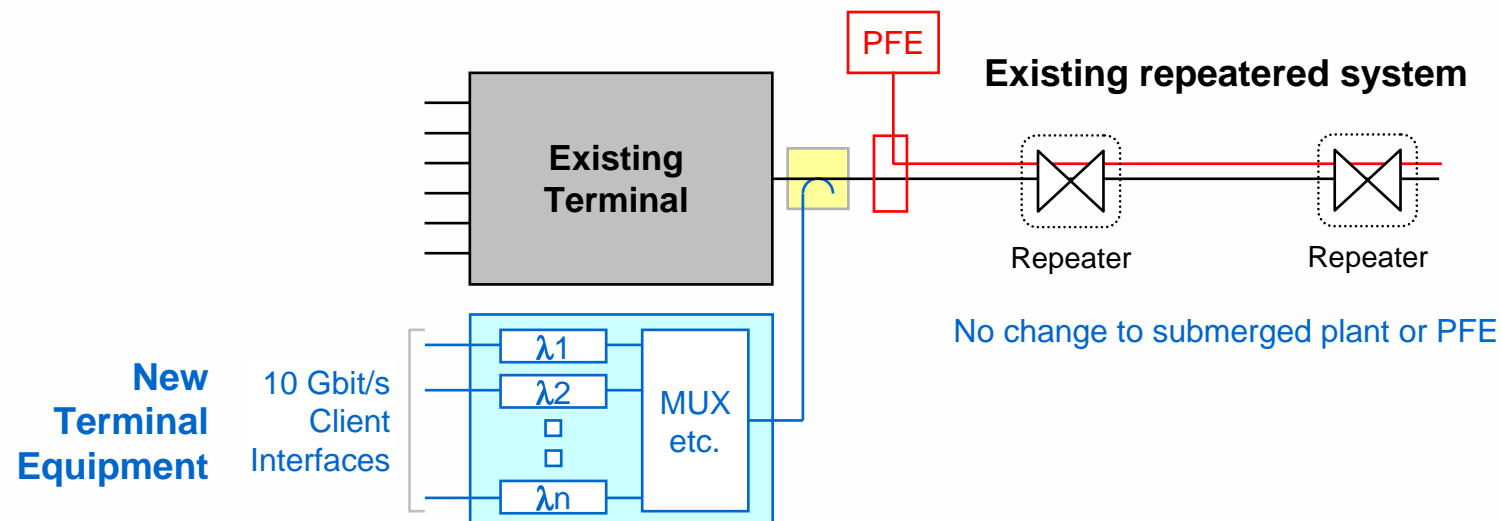 PFE
Existing repeatered system
Existing
Terminal
Repeater
Repeater
No change to submerged plant or PFE
New
Terminal
Equipment
10 Gbit/s
Client
Interfaces
λ1
λ2
λn
MUX
etc.